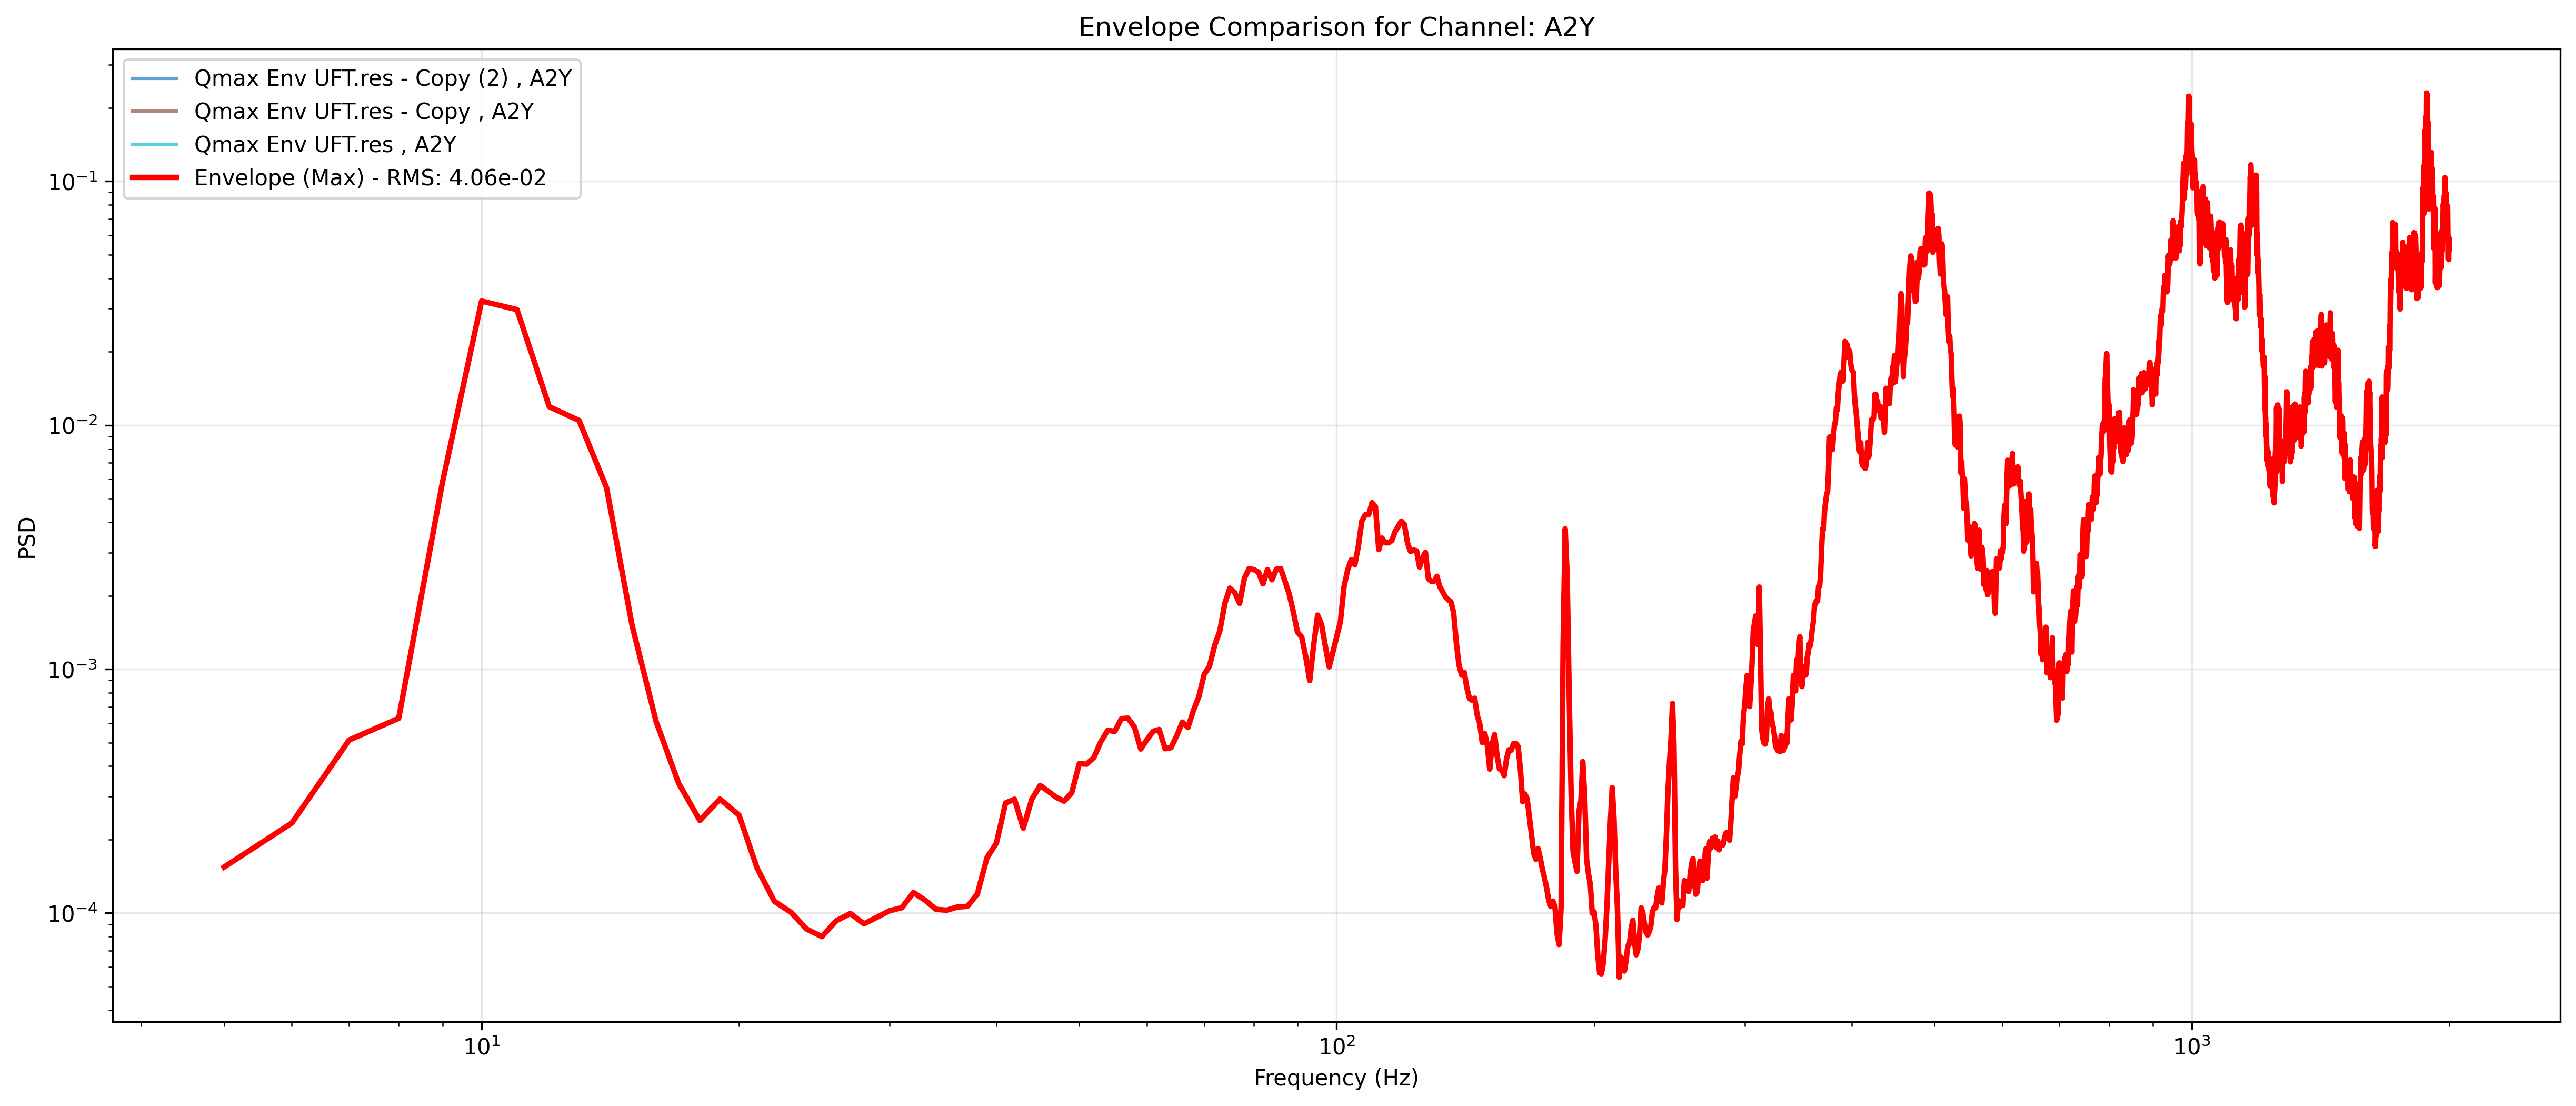 Envelope Comparison for Channel: A2Y
Qmax Env UFT.res - Copy (2) , A2Y
Qmax Env UFT.res - Copy , A2Y
Qmax Env UFT.res , A2Y
Envelope (Max) - RMS: 4.06e-02
PSD
10⁻¹
10⁻²
10⁻³
10⁻⁴
10¹ 10² 10³
Frequency (Hz)